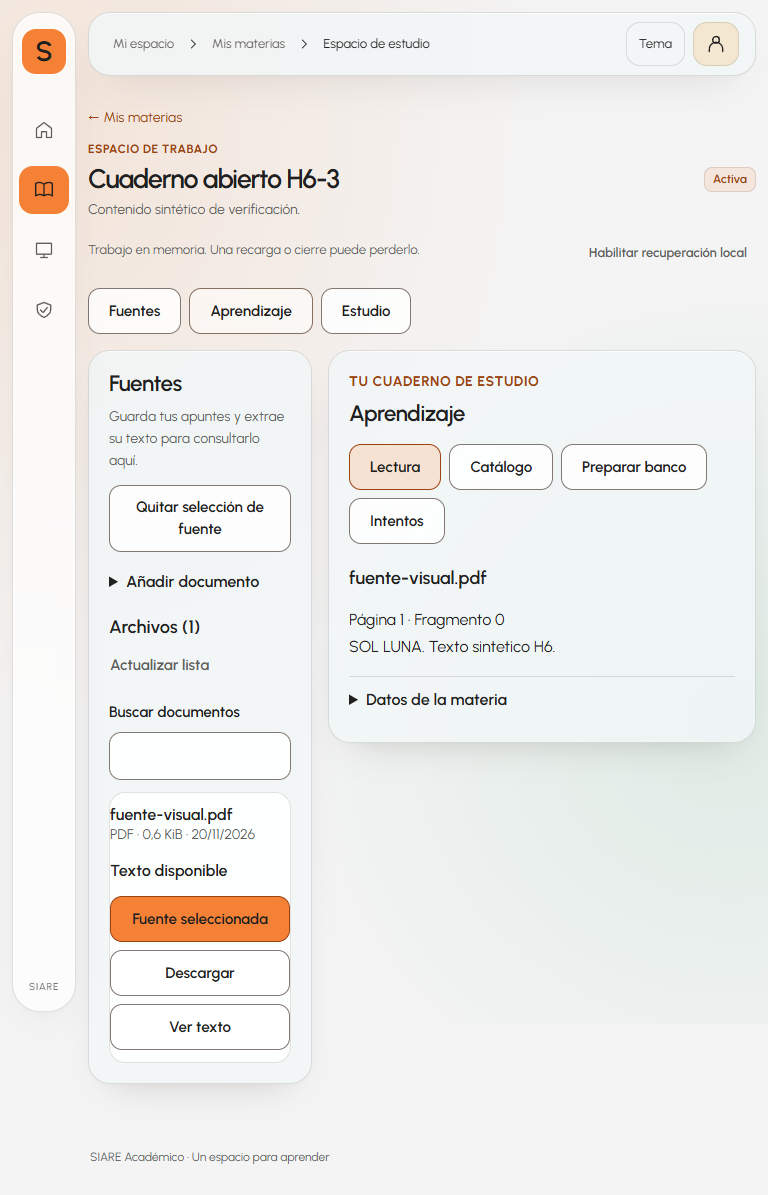 S
Mi espacio > Mis materias > Espacio de estudio
Tema
← Mis materias
ESPACIO DE TRABAJO
Cuaderno abierto H6-3
Activa
Contenido sintético de verificación.
Trabajo en memoria. Una recarga o cierre puede perderlo.
Habilitar recuperación local
Fuentes
Aprendizaje
Estudio
Fuentes
Guarda tus apuntes y extrae
su texto para consultarlo
aquí.
Quitar selección de
fuente
Añadir documento
Archivos (1)
Actualizar lista
Buscar documentos
fuente-visual.pdf
PDF · 0,6 KiB · 20/11/2026
Texto disponible
Fuente seleccionada
Descargar
Ver texto
TU CUADERNO DE ESTUDIO
Aprendizaje
Lectura
Catálogo
Preparar banco
Intentos
fuente-visual.pdf
Página 1 · Fragmento 0
SOL LUNA. Texto sintetico H6.
Datos de la materia
SIARE
SIARE Académico · Un espacio para aprender